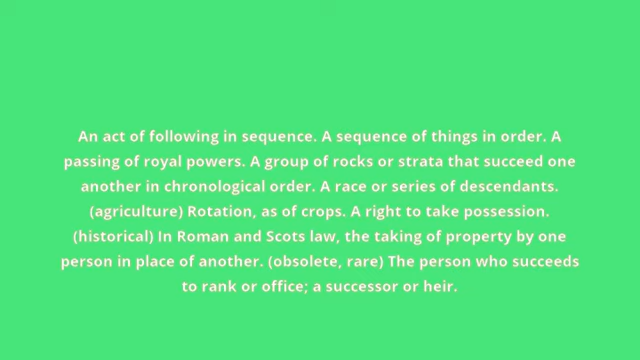 An act of following in sequence. A sequence of things in order. A
passing of royal powers. A group of rocks or strata that succeed one
another in chronological order. A race or series of descendants.
(agriculture) Rotation, as of crops. A right to take possession.
(historical) In Roman and Scots law, the taking of property by one
person in place of another. (obsolete, rare) The person who succeeds
to rank or office; a successor or heir.